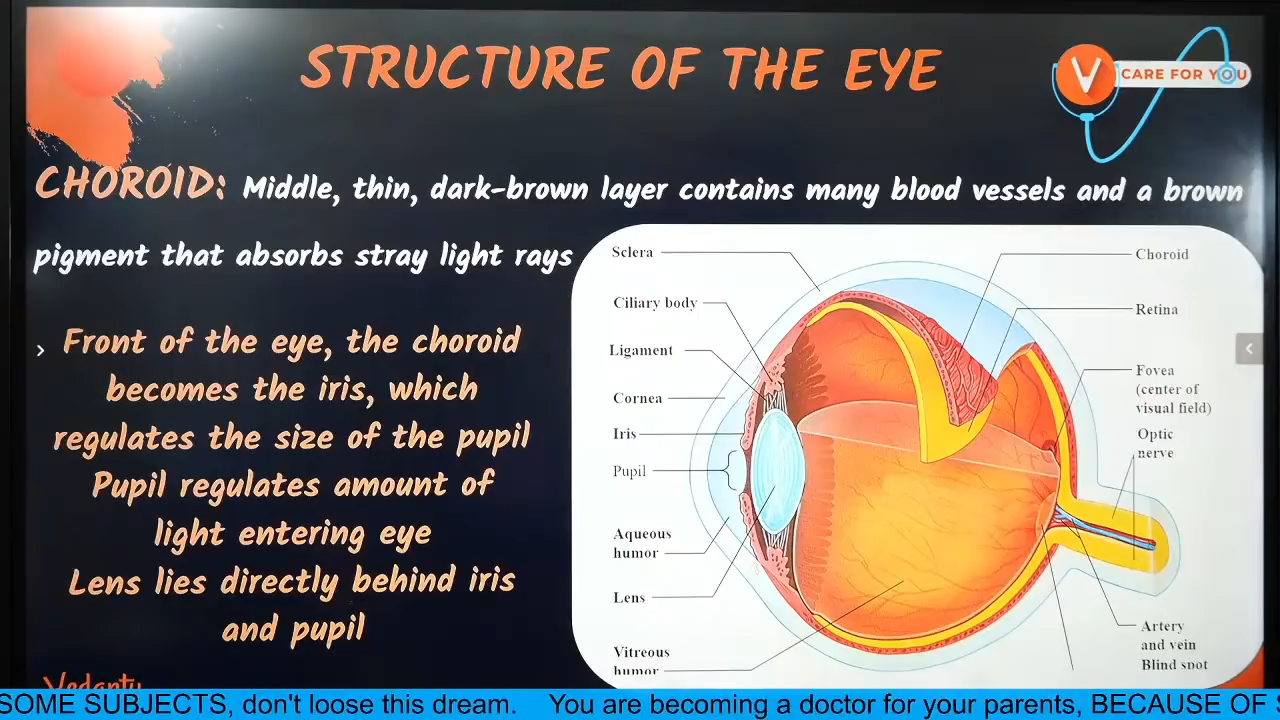 STRUCTURE OF THE EYE
V CARE FOR YOU
CHOROID: Middle, thin, dark-brown layer contains many blood vessels and a brown
pigment that absorbs stray light rays
Front of the eye, the choroid
becomes the iris, which
regulates the size of the pupil
Pupil regulates amount of
light entering eye
Lens lies directly behind iris
and pupil
Sclera
Ciliary body
Ligament
Cornea
Iris
Pupil
Aqueous
humor
Lens
Vitreous
humor
Choroid
Retina
Fovea
(center of
visual field)
Optic
nerve
Artery
and vein
Blind spot
SOME SUBJECTS, don't loose this dream. You are becoming a doctor for your parents, BECAUSE OF